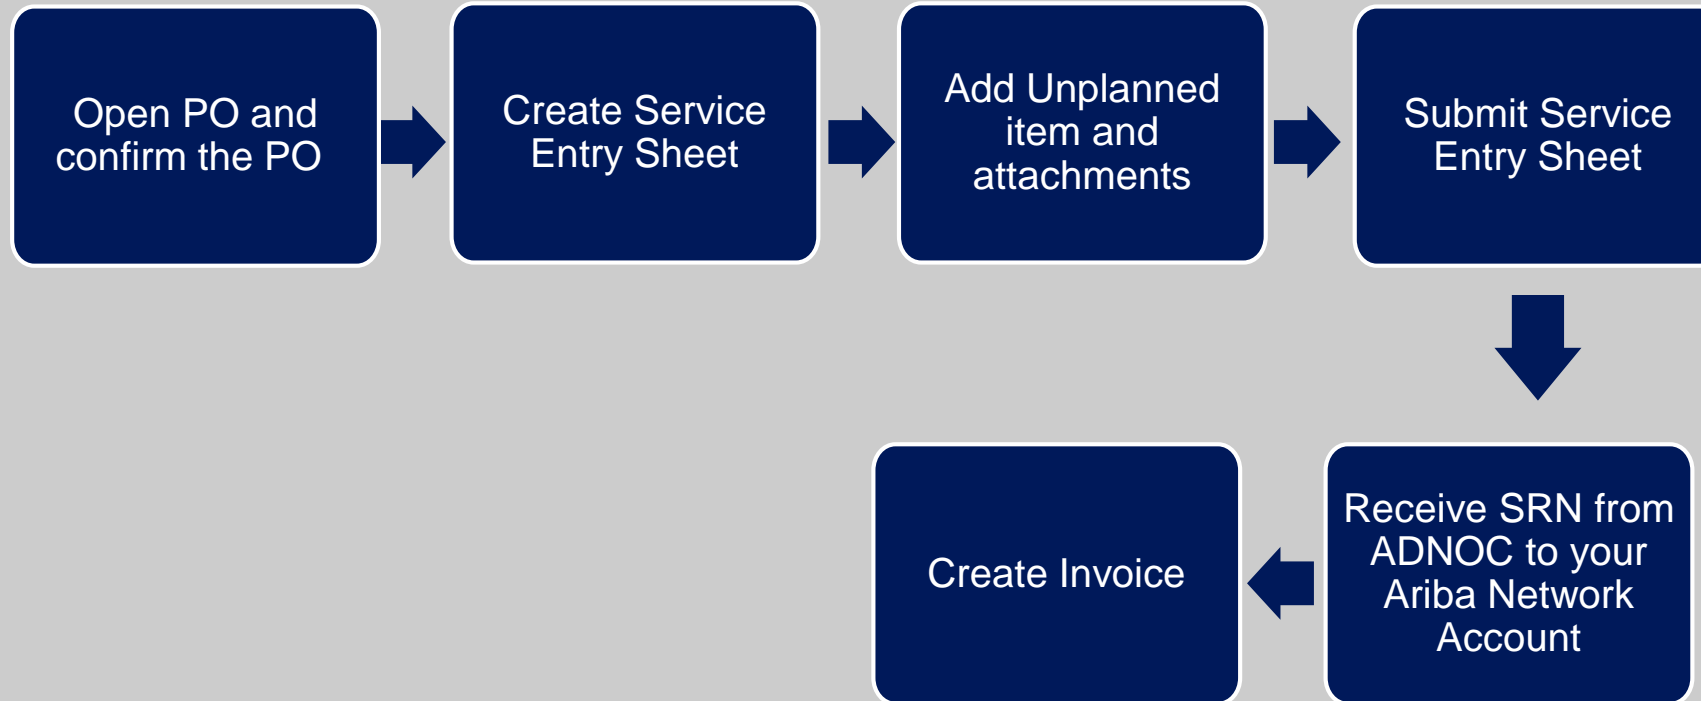 Open PO and
confirm the PO
Create Service
Entry Sheet
Add Unplanned
item and
attachments
Submit Service
Entry Sheet
Receive SRN from
ADNOC to your
Ariba Network
Account
Create Invoice